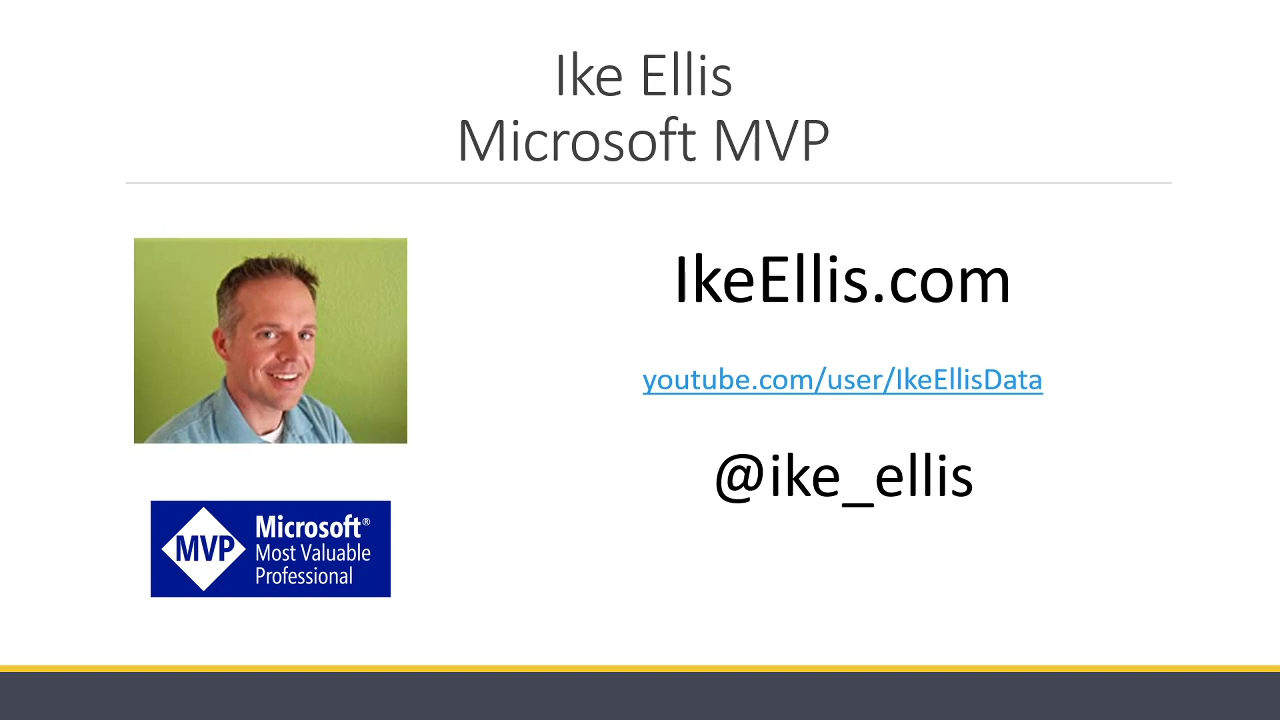 Ike Ellis
Microsoft MVP
IkeEllis.com
youtube.com/user/IkeEllisData
@ike_ellis
MVP
Microsoft®
Most Valuable
Professional